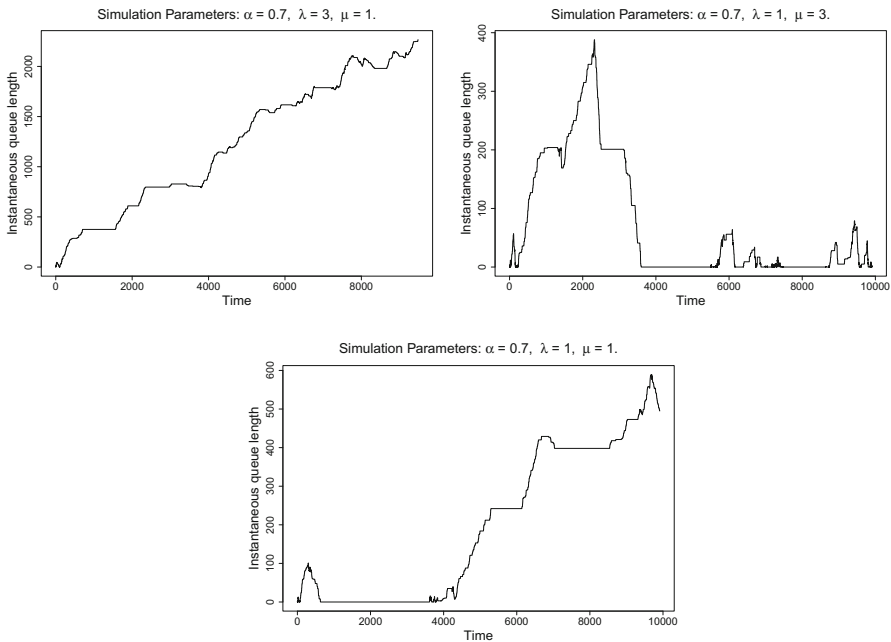 Simulation Parameters: α = 0.7, λ = 3, μ = 1.
Instantaneous queue length
0 500 1000 1500 2000
0 2000 4000 6000 8000
Time
Simulation Parameters: α = 0.7, λ = 1, μ = 3.
Instantaneous queue length
0 100 200 300 400
0 2000 4000 6000 8000 10000
Time
Simulation Parameters: α = 0.7, λ = 1, μ = 1.
Instantaneous queue length
0 100 200 300 400 500 600
0 2000 4000 6000 8000 10000
Time